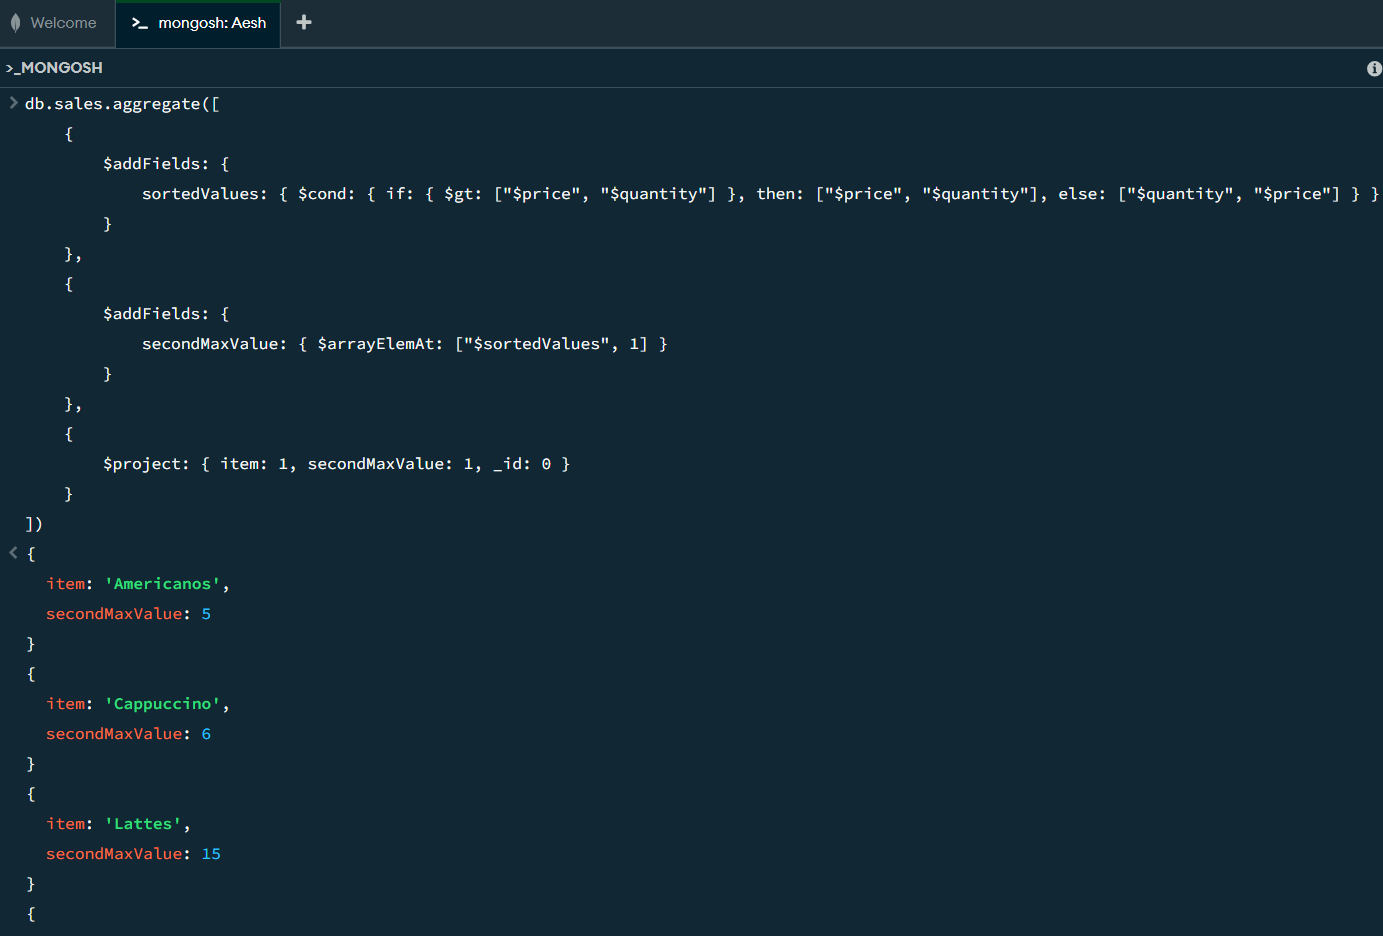 Welcome
>_ mongosh: Aesh
+
>_MONGOSH
> db.sales.aggregate([
{
$addFields: {
sortedValues: { $cond: { if: { $gt: ["$price", "$quantity"] }, then: ["$price", "$quantity"], else: ["$quantity", "$price"] } }
}
},
{
$addFields: {
secondMaxValue: { $arrayElemAt: ["$sortedValues", 1] }
}
},
{
$project: { item: 1, secondMaxValue: 1, _id: 0 }
}
])
< {
item: 'Americanos',
secondMaxValue: 5
}
{
item: 'Cappuccino',
secondMaxValue: 6
}
{
item: 'Lattes',
secondMaxValue: 15
}
{